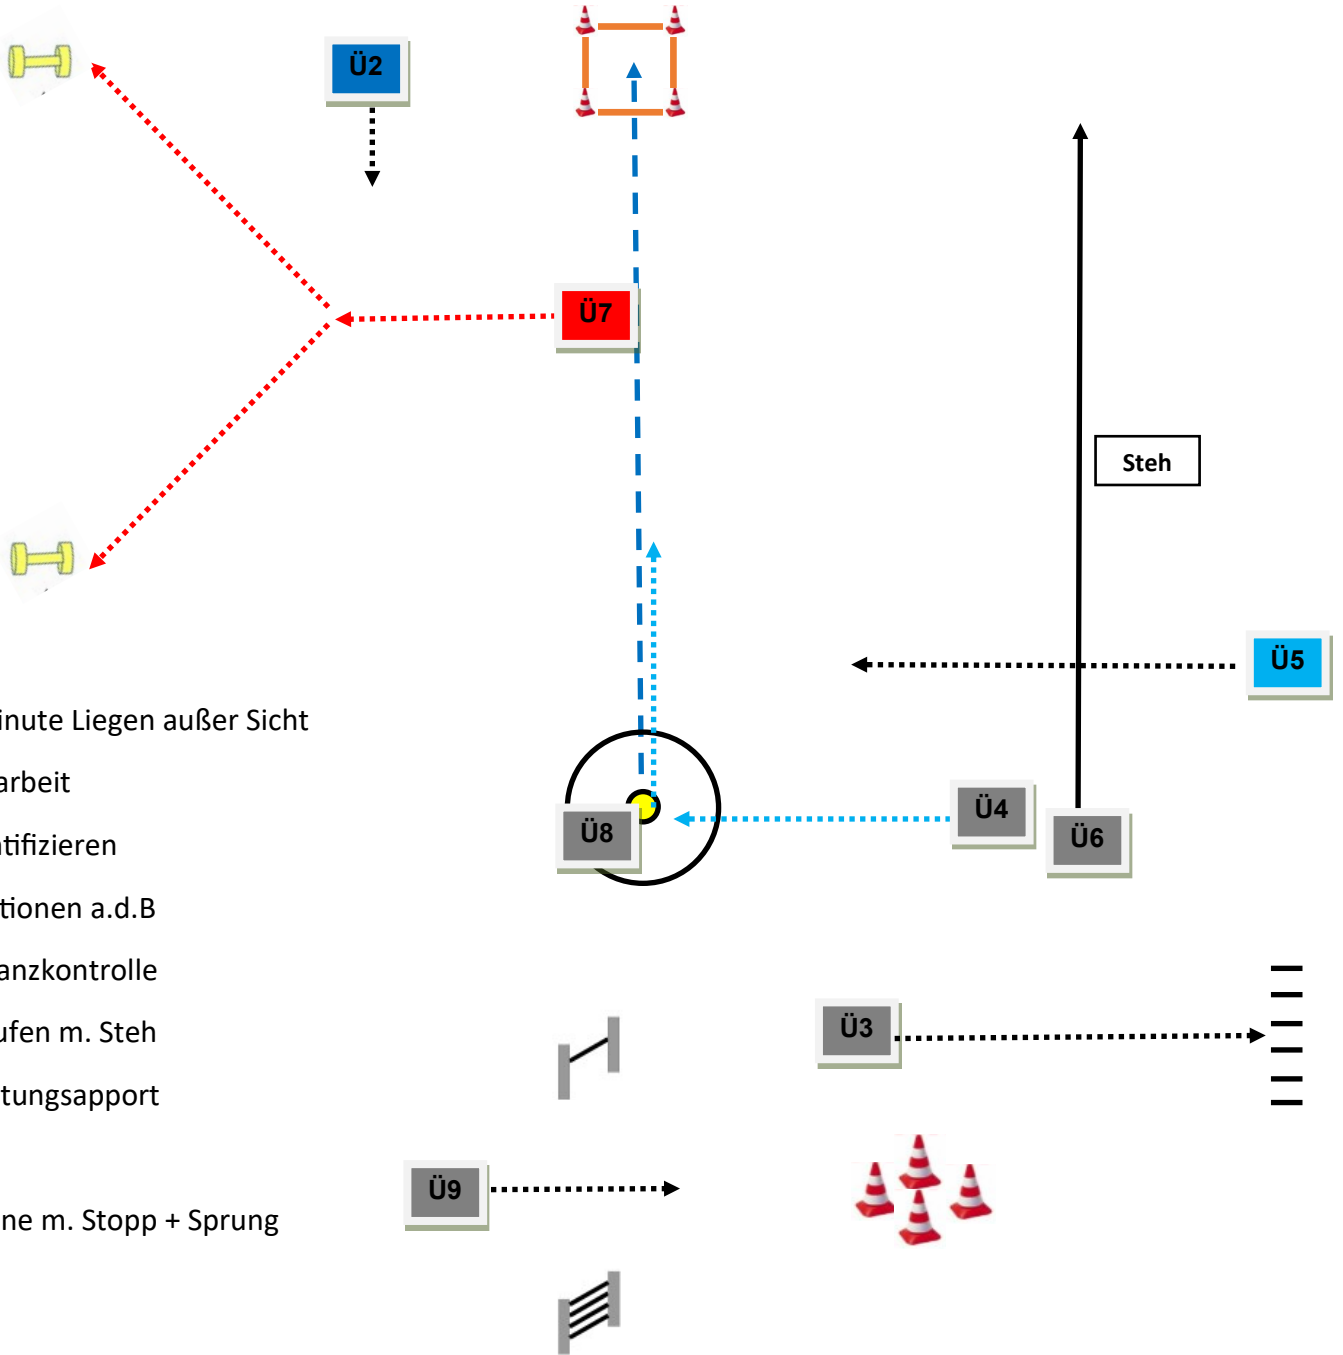 Ü2
Ü7
Steh
Ü5
inute Liegen außer Sicht
arbeit
Ü4
Ü8
Ü6
ntifizieren
tionen a.d.B
anzkontrolle
Ü3
ufen m. Steh
tungsapport
Ü9
ne m. Stopp + Sprung